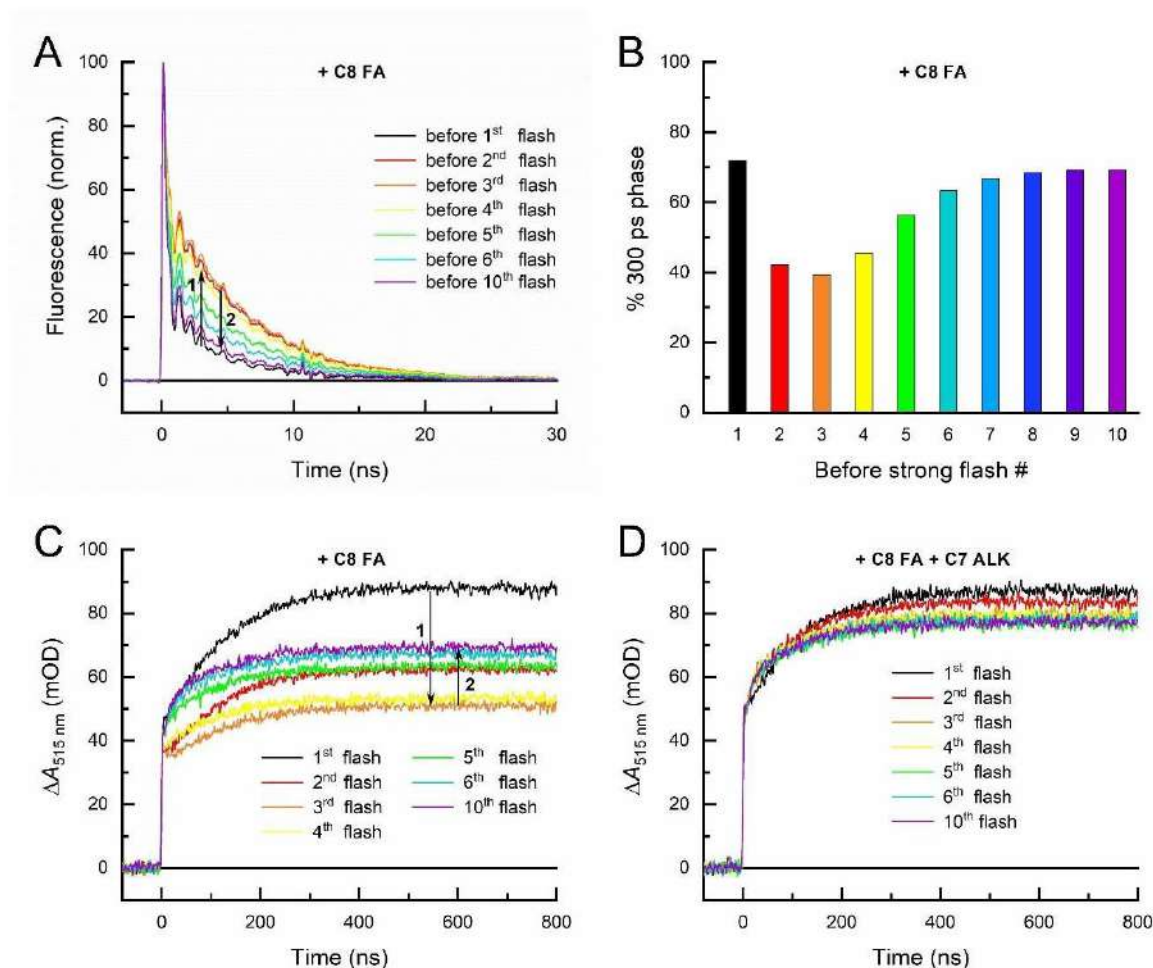 A
+ C8 FA
Fluorescence (norm.)
100
80
60
40
20
0
before 1st flash
before 2nd flash
before 3rd flash
before 4th flash
before 5th flash
before 6th flash
before 10th flash
1
2
0
10
20
30
Time (ns)
B
+ C8 FA
% 300 ps phase
100
80
60
40
20
0
1 2 3 4 5 6 7 8 9 10
Before strong flash #
C
+ C8 FA
ΔA515 nm (mOD)
100
80
60
40
20
0
1
2
1st flash
2nd flash
3rd flash
4th flash
5th flash
6th flash
10th flash
0 200 400 600 800
Time (ns)
D
+ C8 FA + C7 ALK
ΔA515 nm (mOD)
100
80
60
40
20
0
1st flash
2nd flash
3rd flash
4th flash
5th flash
6th flash
10th flash
0 200 400 600 800
Time (ns)